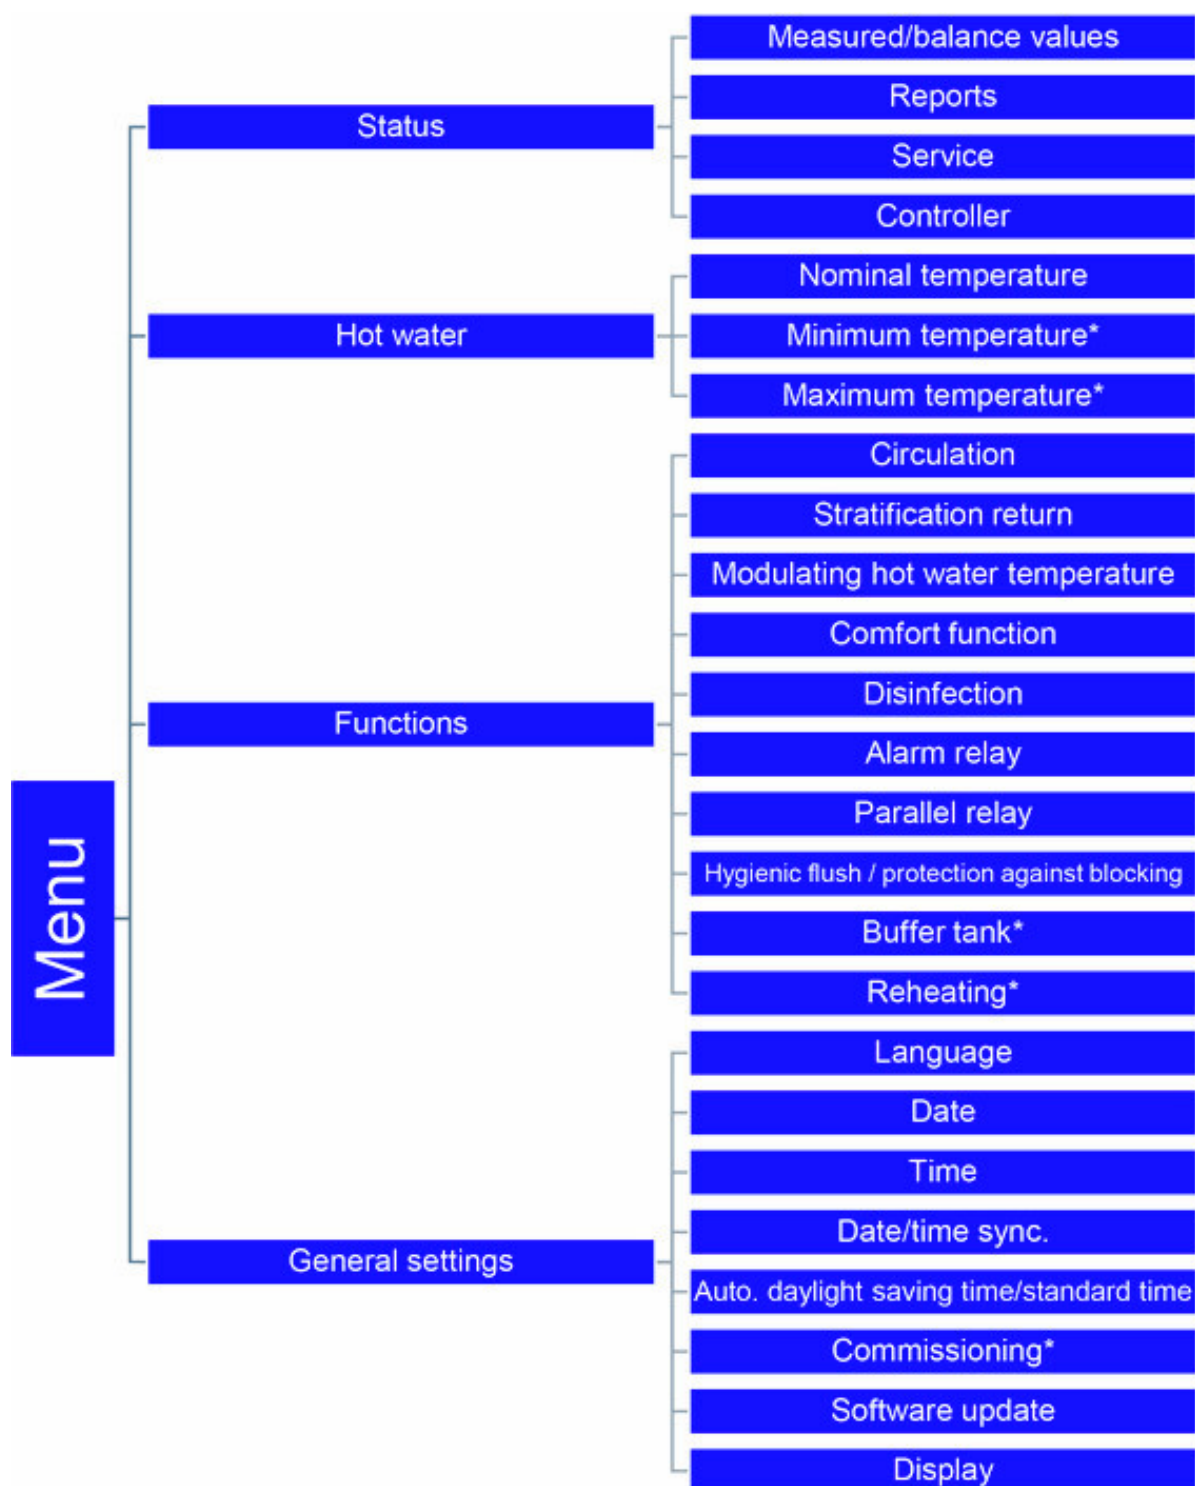 Menu
Status
Measured/balance values
Reports
Service
Controller
Hot water
Nominal temperature
Minimum temperature*
Maximum temperature*
Functions
Circulation
Stratification return
Modulating hot water temperature
Comfort function
Disinfection
Alarm relay
Parallel relay
Hygienic flush / protection against blocking
Buffer tank*
Reheating*
General settings
Language
Date
Time
Date/time sync.
Auto. daylight saving time/standard time
Commissioning*
Software update
Display